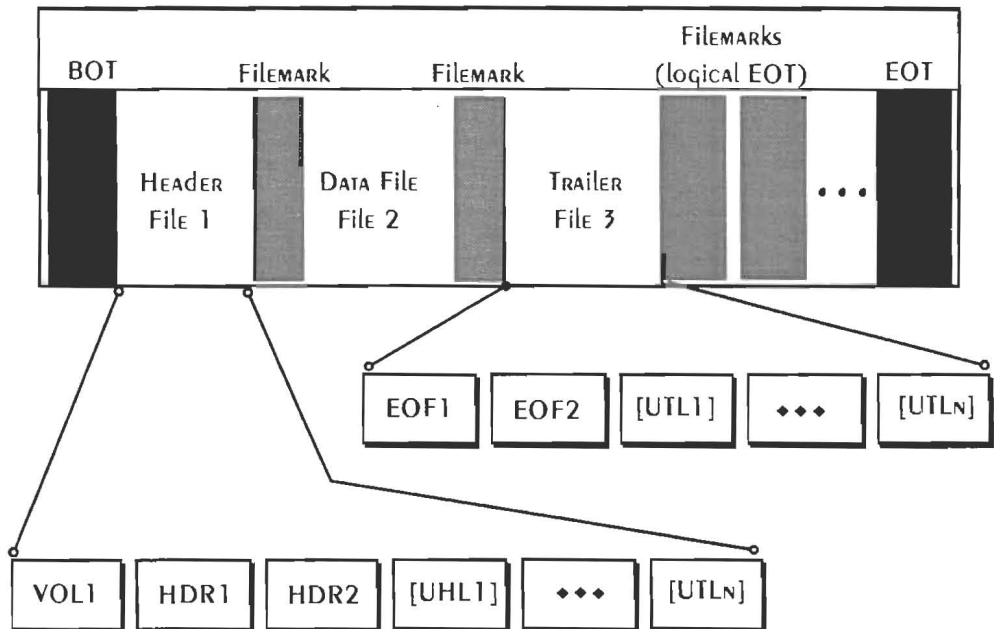 Filemarks
BOT Filemark Filemark (logical EOT) EOT
Header Data File Trailer
File 1 File 2 File 3
EOF1 EOF2 [UTL1] [UTLn]
VOL1 HDR1 HDR2 [UHL1] [UTLn]